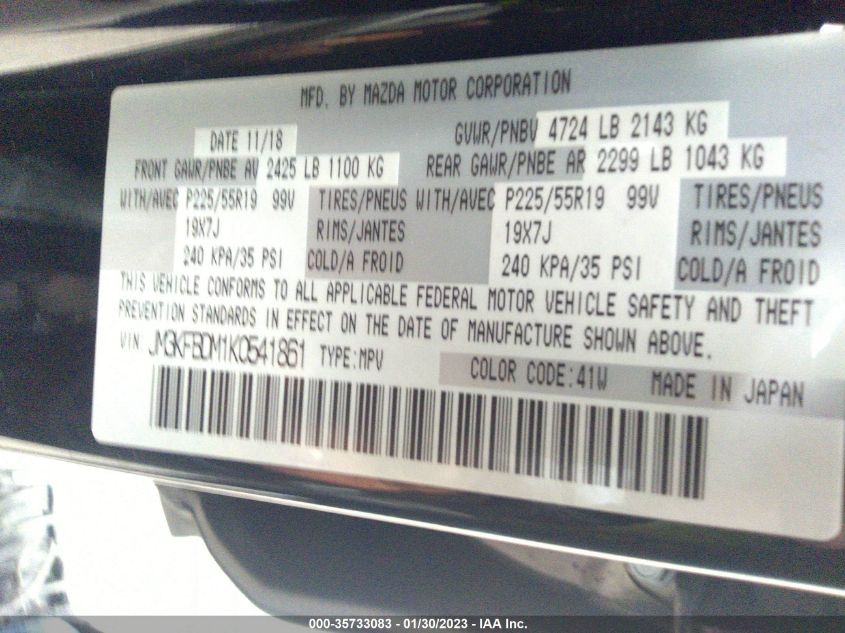 MFD. BY MAZDA MOTOR CORPORATION
DATE 11/18 GVWR/PNBV 4724 LB 2143 KG
FRONT GAWR/PNBE AV 2425 LB 1100 KG REAR GAWR/PNBE AR 2299 LB 1043 KG
WITH/AVEC P225/55R19 99V TIRES/PNEUS WITH/AVEC P225/55R19 99V TIRES/PNEUS
19X7J RIMS/JANTES 19X7J RIMS/JANTES
240 KPA/35 PSI COLD/A FROID 240 KPA/35 PSI COLD/A FROID
THIS VEHICLE CONFORMS TO ALL APPLICABLE FEDERAL MOTOR VEHICLE SAFETY AND THEFT
PREVENTION STANDARDS IN EFFECT ON THE DATE OF MANUFACTURE SHOWN ABOVE.
VIN: JM3KFBDM1K0541861 TYPE:MPV COLOR CODE:41W MADE IN JAPAN
000-35733083 - 01/30/2023 - IAA Inc.